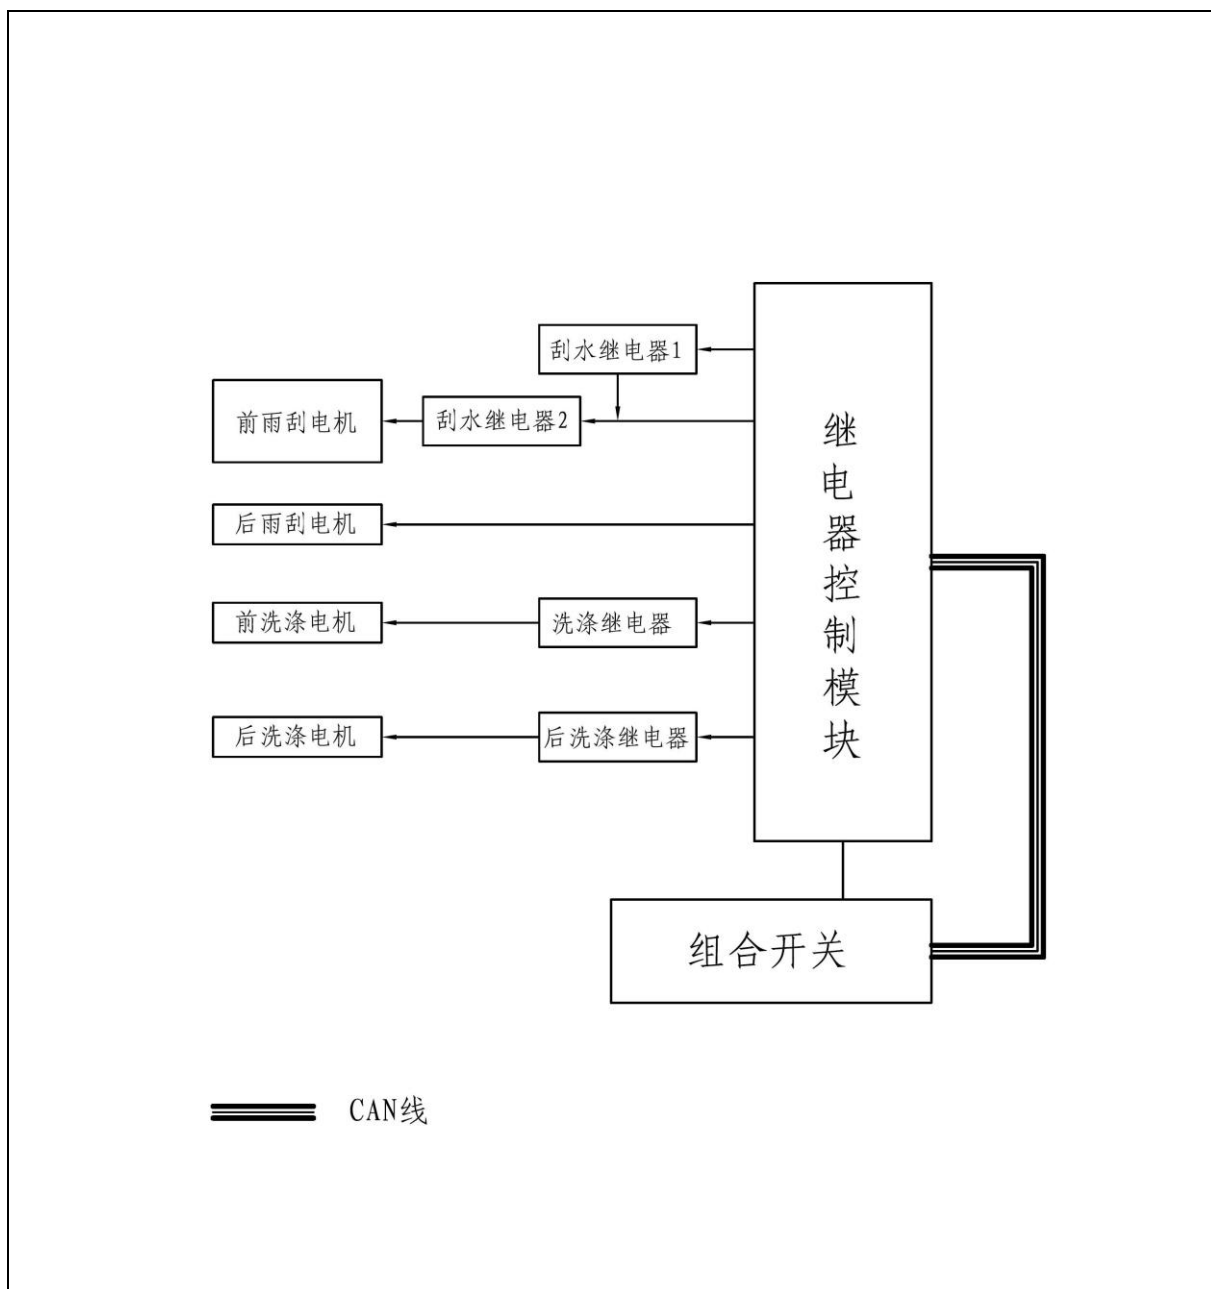 刮水继电器1
前雨刮电机
刮水继电器2
后雨刮电机
前洗涤电机
洗涤继电器
后洗涤电机
后洗涤继电器
继电器控制模块
组合开关
CAN线